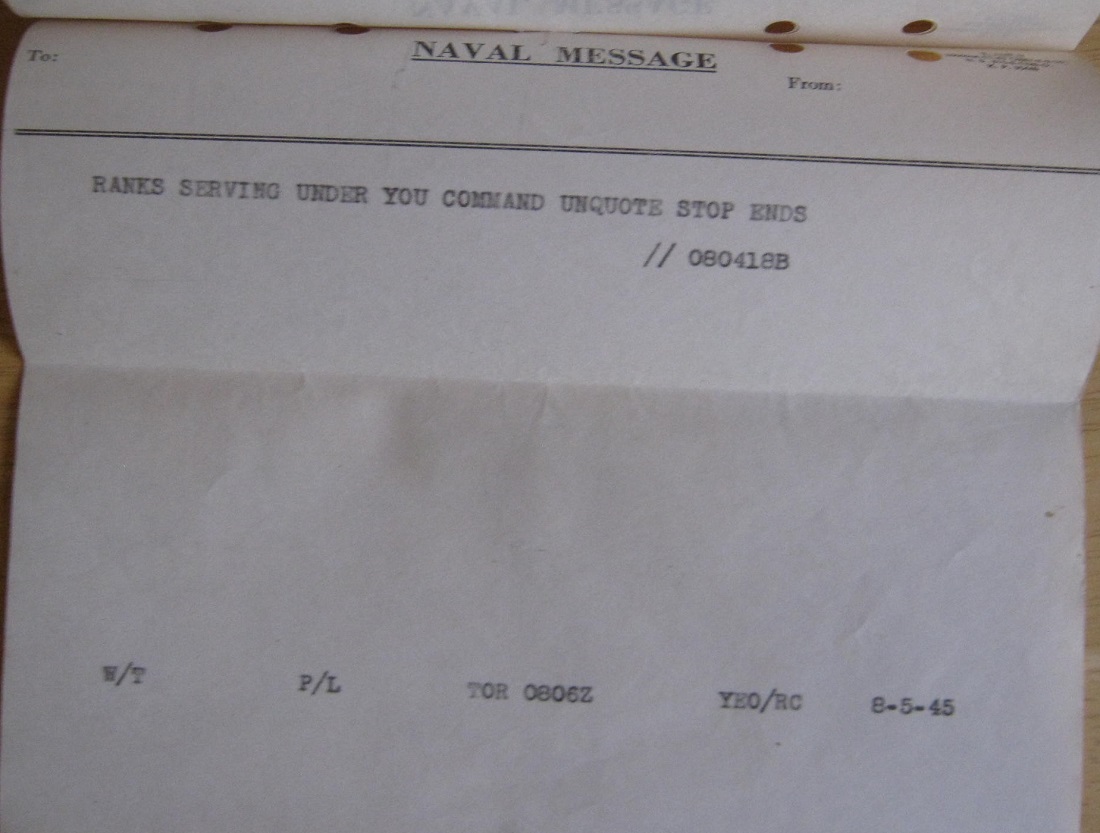 To:
NAVAL MESSAGE
From:
RANKS SERVING UNDER YOU COMMAND UNQUOTE STOP ENDS
// 080418B
W/T P/L TOR 0806Z YEO/RC 8-5-45